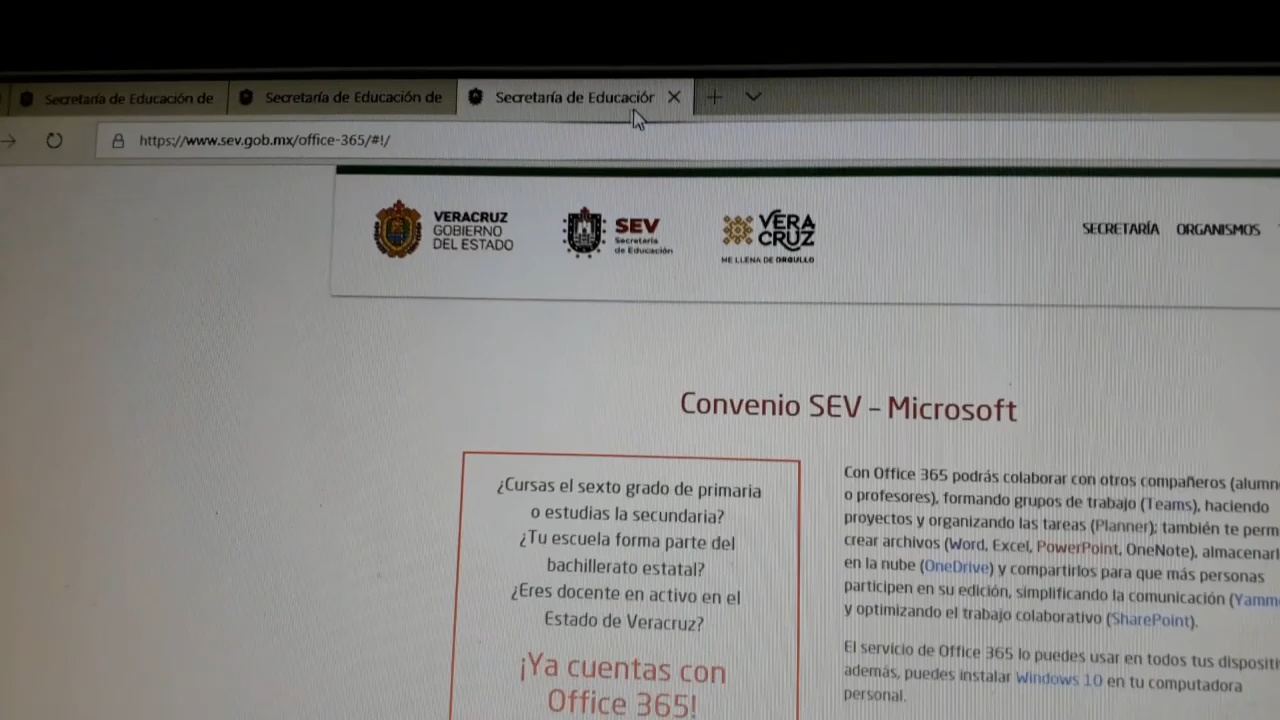 Secretaría de Educación de
Secretaría de Educación de
Secretaría de Educación
https://www.sev.gob.mx/office-365/#!/
VERACRUZ
GOBIERNO
DEL ESTADO
SEV
Secretaría
de Educación
VERA
CRUZ
ME LLENA DE ORGULLO
SECRETARÍA ORGANISMOS
Convenio SEV – Microsoft
¿Cursas el sexto grado de primaria
o estudias la secundaria?
¿Tu escuela forma parte del
bachillerato estatal?
¿Eres docente en activo en el
Estado de Veracruz?
¡Ya cuentas con
Office 365!
Con Office 365 podrás colaborar con otros compañeros (alumn
o profesores), formando grupos de trabajo (Teams), haciendo
proyectos y organizando las tareas (Planner); también te perm
crear archivos (Word, Excel, PowerPoint, OneNote), almacenarl
en la nube (OneDrive) y compartirlos para que más personas
participen en su edición, simplificando la comunicación (Yamm
y optimizando el trabajo colaborativo (SharePoint).
El servicio de Office 365 lo puedes usar en todos tus dispositi
además, puedes instalar Windows 10 en tu computadora
personal.